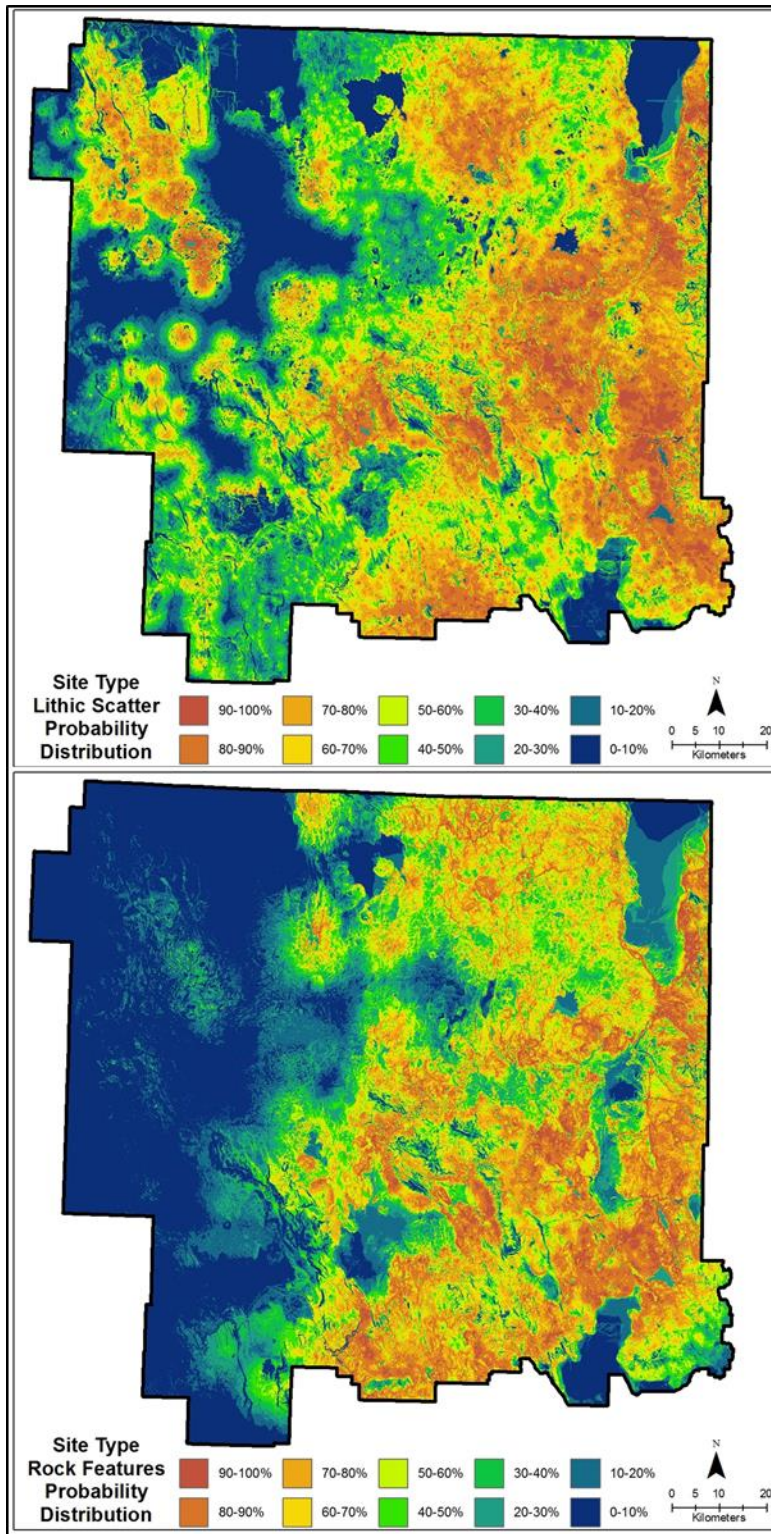 Site Type
Lithic Scatter
Probability
Distribution
90-100% 70-80% 50-60% 30-40% 10-20%
80-90% 60-70% 40-50% 20-30% 0-10%
N
0 5 10 20
Kilometers
Site Type
Rock Features
Probability
Distribution
90-100% 70-80% 50-60% 30-40% 10-20%
80-90% 60-70% 40-50% 20-30% 0-10%
N
0 5 10 20
Kilometers